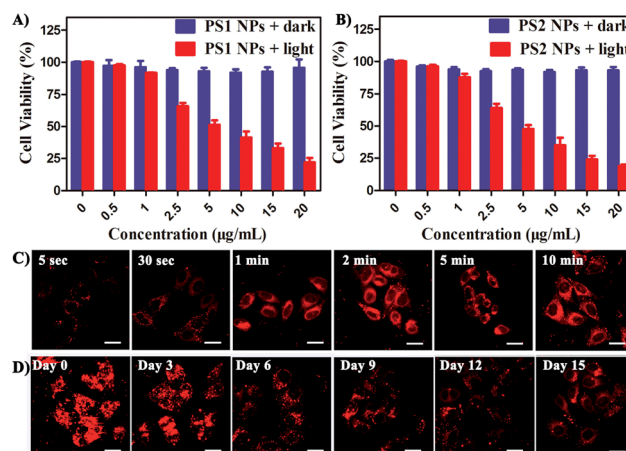 A)
PS1 NPs + dark
PS1 NPs + light
Cell Viability (%)
125
100
75
50
25
0
0
0.5
1
2.5
5
10
15
20
Concentration (µg/mL)
B)
PS2 NPs + dark
PS2 NPs + light
Cell Viability (%)
125
100
75
50
25
0
0
0.5
1
2.5
5
10
15
20
Concentration (µg/mL)
C)
5 sec
30 sec
1 min
2 min
5 min
10 min
D)
Day 0
Day 3
Day 6
Day 9
Day 12
Day 15